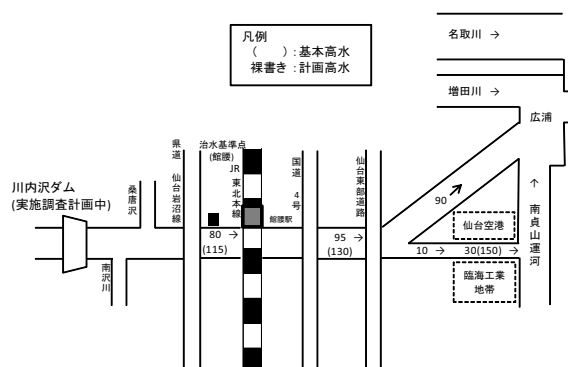 凡例
(　　):基本高水
裸書き:計画高水
名取川 →
増田川 →
広浦
治水基準点
(館腰)
県道 仙台岩沼線
JR
東北本線
国道 4号
仙台東部道路
館腰駅
川内沢ダム
(実施調査計画中)
桑唐沢
南沢川
80 →
(115)
95 →
(130)
90
10 →
30(150) →
← 南貞山運河
仙台空港
臨海工業
地帯